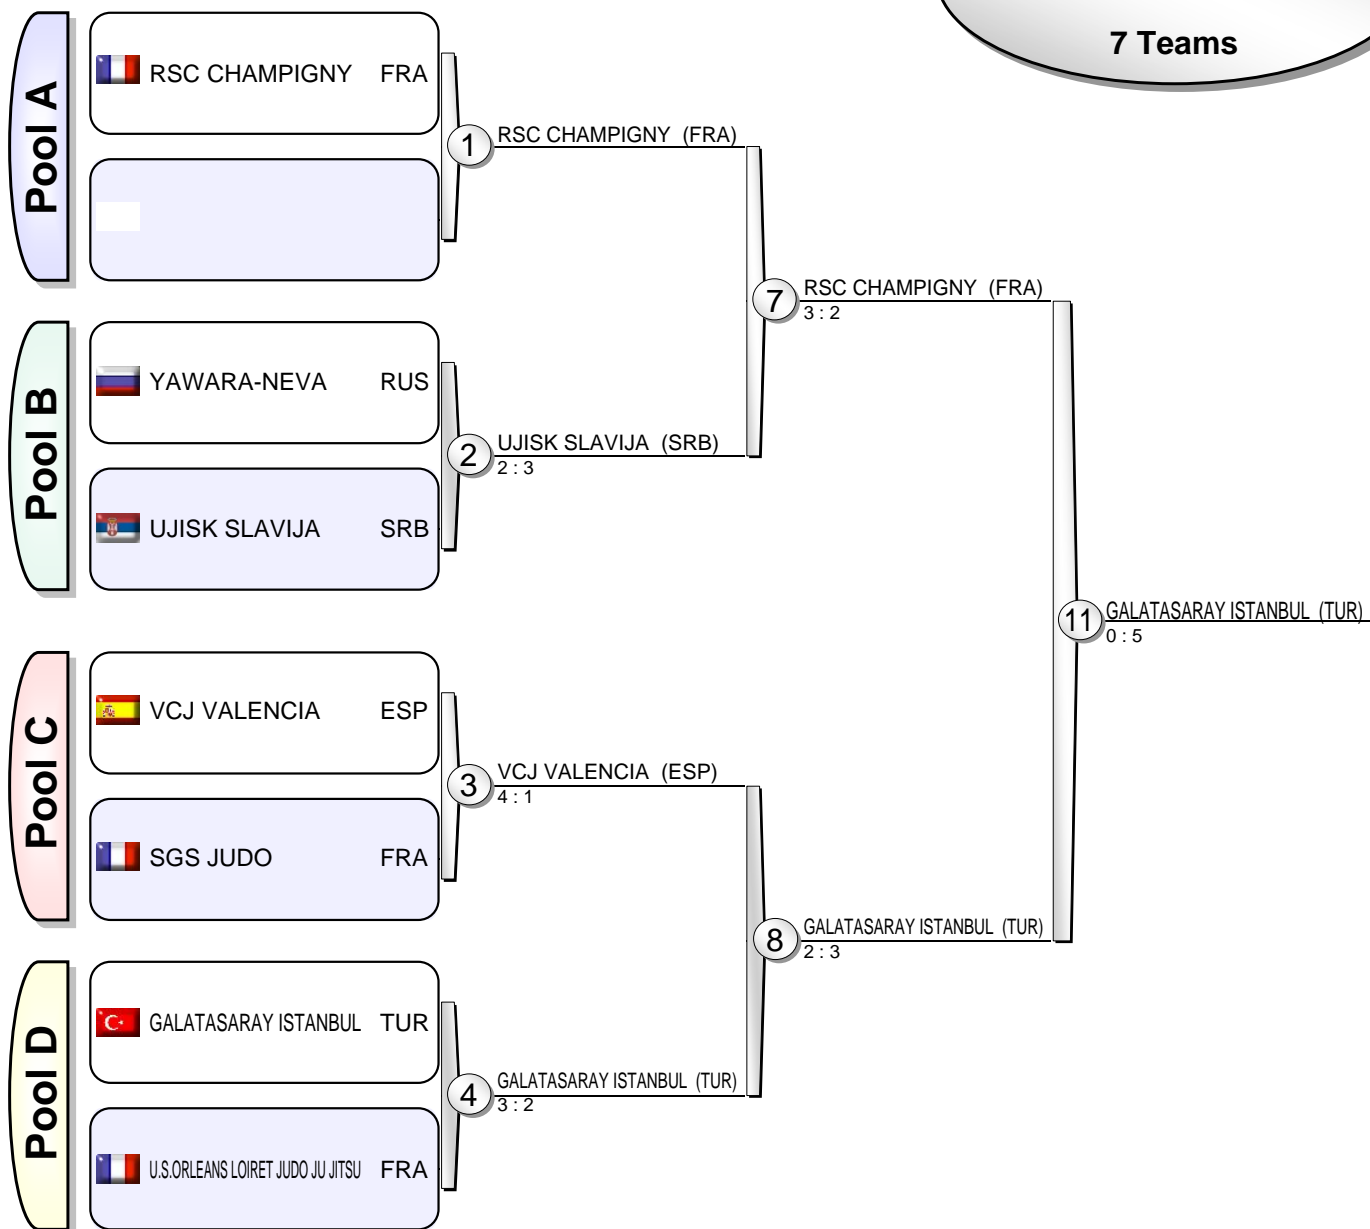 7 Teams
Pool A
RSC CHAMPIGNY FRA
1
RSC CHAMPIGNY (FRA)
7
RSC CHAMPIGNY (FRA)
3 : 2
Pool B
YAWARA-NEVA RUS
2
UJISK SLAVIJA (SRB)
2 : 3
UJISK SLAVIJA SRB
11
GALATASARAY ISTANBUL (TUR)
0 : 5
Pool C
VCJ VALENCIA ESP
3
VCJ VALENCIA (ESP)
4 : 1
SGS JUDO FRA
8
GALATASARAY ISTANBUL (TUR)
2 : 3
Pool D
GALATASARAY ISTANBUL TUR
4
GALATASARAY ISTANBUL (TUR)
3 : 2
U.S.ORLEANS LOIRET JUDO JU JITSU FRA